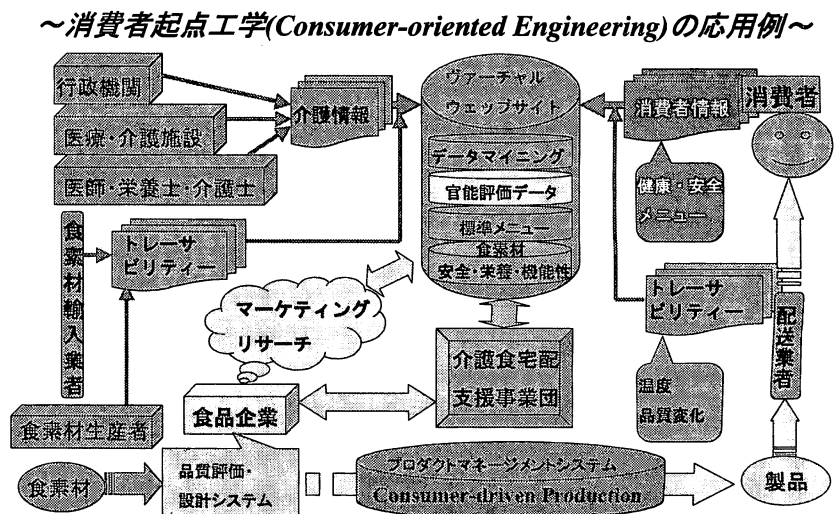 ～消費者起点工学(Consumer-oriented Engineering)の応用例～
行政機関
医療・介護施設
医師・栄養士・介護士
介護情報
ヴァーチャル
ウェッブサイト
データマイニング
官能評価データ
標準メニュー
食素材
安全・栄養・機能性
消費者情報
消費者
健康・安全
メニュー
食素材輸入業者
トレーサ
ビリティー
マーケティング
リサーチ
トレーサ
ビリティー
配送業者
介護食宅配
支援事業団
温度
品質変化
食品企業
食素材生産者
食素材
品質評価・
設計システム
プロダクトマネージメントシステム
Consumer-driven Production
製品